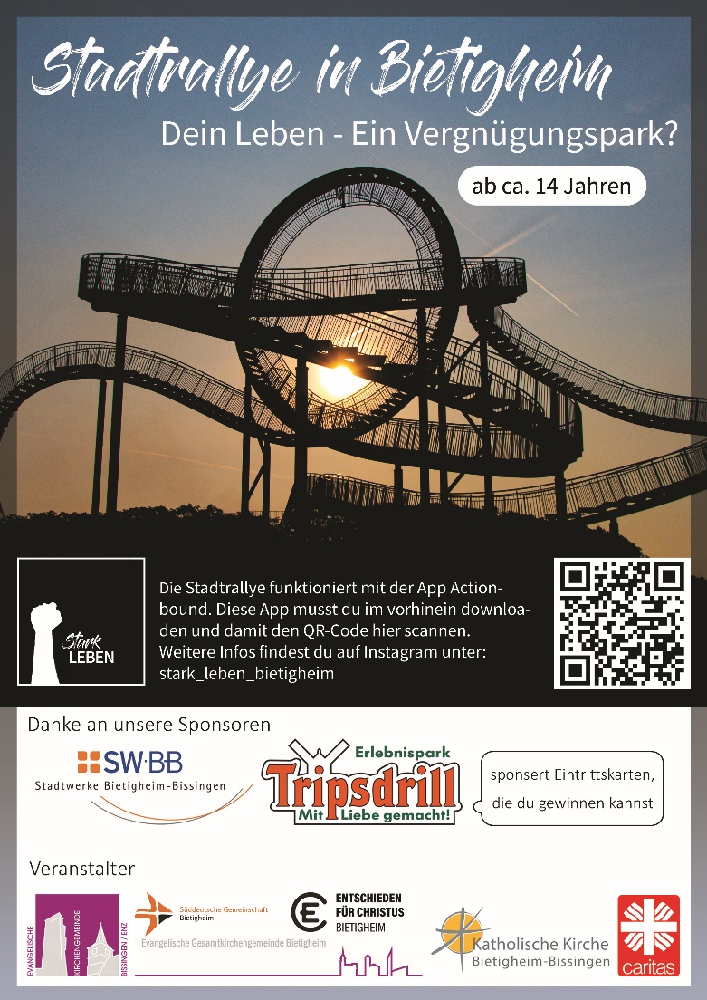 Stadtrallye in Bietigheim
Dein Leben - Ein Vergnügungspark?
ab ca. 14 Jahren
Stark
LEBEN
Die Stadtrallye funktioniert mit der App Action-
bound. Diese App musst du im vorhinein downloa-
den und damit den QR-Code hier scannen.
Weitere Infos findest du auf Instagram unter:
stark_leben_bietigheim
Danke an unsere Sponsoren
SW·BB
Stadtwerke Bietigheim-Bissingen
Erlebnispark
Tripsdrill
Mit Liebe gemacht!
sponsert Eintrittskarten,
die du gewinnen kannst
Veranstalter
EVANGELISCHE
KIRCHENGEMEINDE
BISSINGEN / ENZ
Süddeutsche Gemeinschaft
Bietigheim
ENTSCHIEDEN
FÜR CHRISTUS
BIETIGHEIM
Evangelische Gesamtkirchengemeinde Bietigheim
Katholische Kirche
Bietigheim-Bissingen
caritas